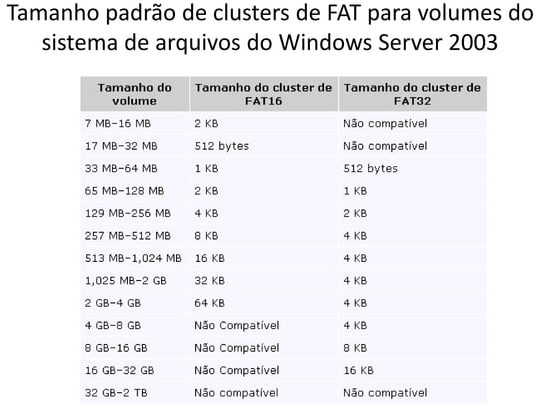 Tamanho padrão de clusters de FAT para volumes do
sistema de arquivos do Windows Server 2003
Tamanho do volume Tamanho do cluster de FAT16 Tamanho do cluster de FAT32
7 MB–16 MB 2 KB Não compatível
17 MB–32 MB 512 bytes Não compatível
33 MB–64 MB 1 KB 512 bytes
65 MB–128 MB 2 KB 1 KB
129 MB–256 MB 4 KB 2 KB
257 MB–512 MB 8 KB 4 KB
513 MB–1,024 MB 16 KB 4 KB
1,025 MB–2 GB 32 KB 4 KB
2 GB–4 GB 64 KB 4 KB
4 GB–8 GB Não Compatível 4 KB
8 GB–16 GB Não Compatível 8 KB
16 GB–32 GB Não Compatível 16 KB
32 GB–2 TB Não compatível Não compatível